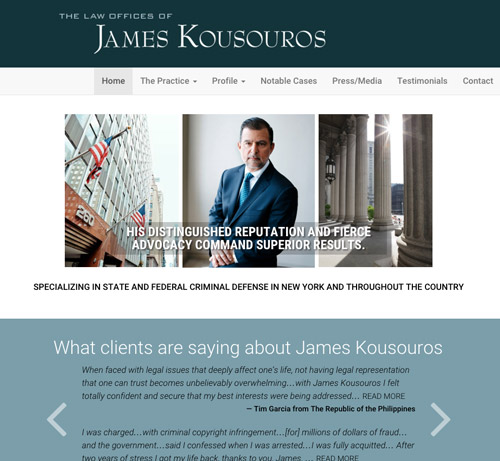 THE LAW OFFICES OF
JAMES KOUSOUROS
Home The Practice Profile Notable Cases Press/Media Testimonials Contact
260
HIS DISTINGUISHED REPUTATION AND FIERCE
ADVOCACY COMMAND SUPERIOR RESULTS.
SPECIALIZING IN STATE AND FEDERAL CRIMINAL DEFENSE IN NEW YORK AND THROUGHOUT THE COUNTRY
What clients are saying about James Kousouros
When faced with legal issues that deeply affect one's life, not having legal representation
that one can trust becomes unbelievably overwhelming…with James Kousouros I felt
totally confident and secure that my best interests were being addressed… READ MORE
— Tim Garcia from The Republic of the Philippines
I was charged…with criminal copyright infringement…[for] millions of dollars of fraud…
and the government…said I confessed when I was arrested…I was fully acquitted… After
two years of stress I got my life back, thanks to you, James. … READ MORE